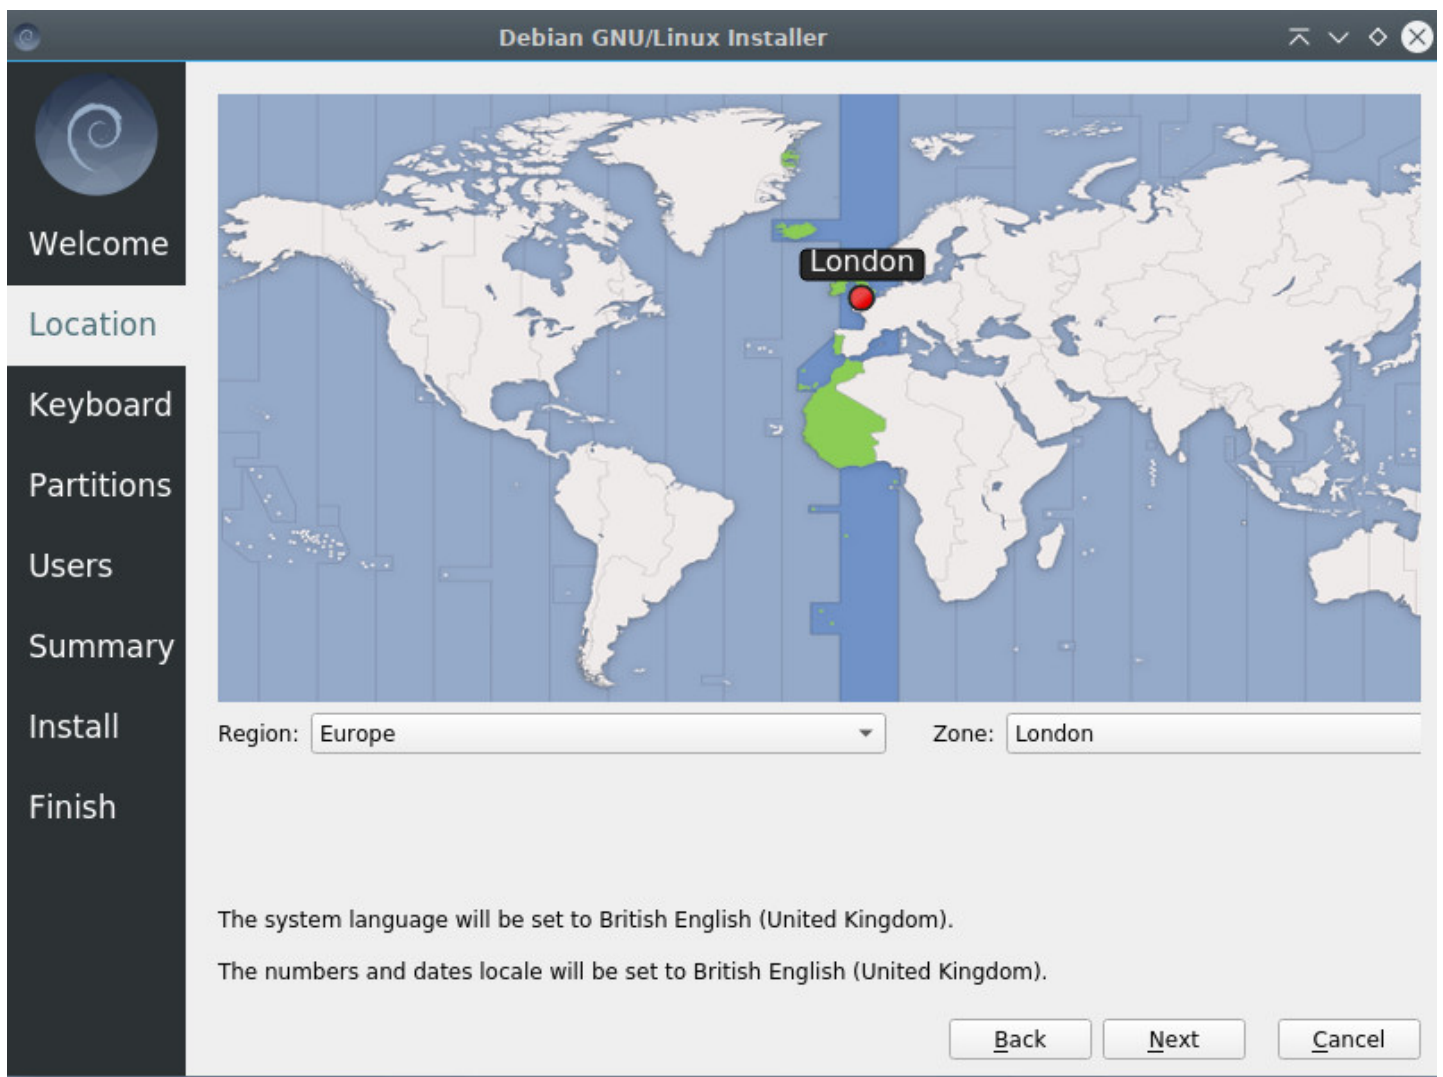 Debian GNU/Linux Installer
Welcome
Location
Keyboard
Partitions
Users
Summary
Install
Finish
London
Region: Europe Zone: London
The system language will be set to British English (United Kingdom).
The numbers and dates locale will be set to British English (United Kingdom).
Back Next Cancel